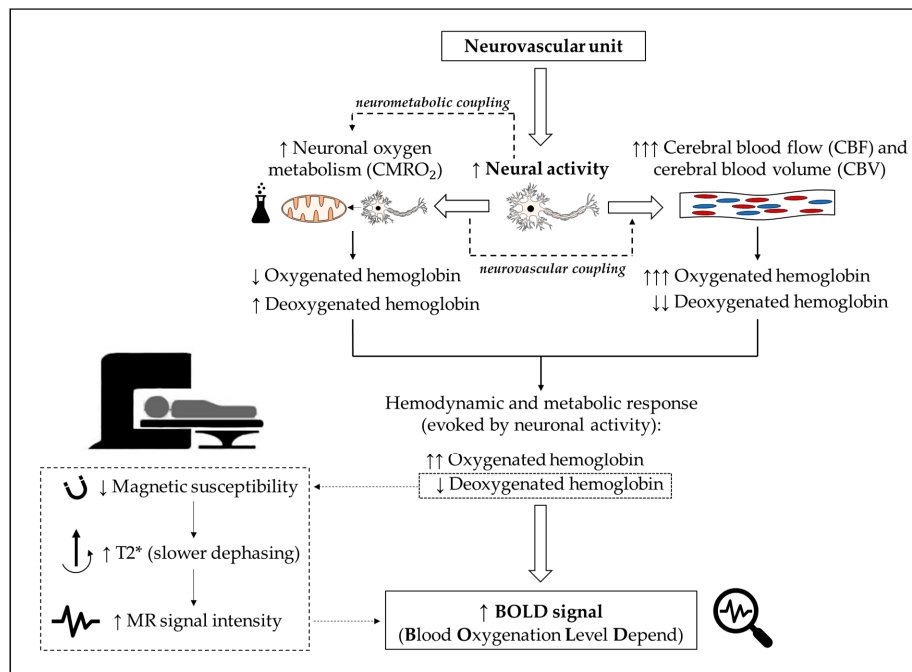 Neurovascular unit
neurometabolic coupling
↑ Neuronal oxygen
metabolism (CMRO₂)
↑ Neural activity
↑↑↑ Cerebral blood flow (CBF) and
cerebral blood volume (CBV)
neurovascular coupling
↓ Oxygenated hemoglobin
↑ Deoxygenated hemoglobin
↑↑↑ Oxygenated hemoglobin
↓↓ Deoxygenated hemoglobin
Hemodynamic and metabolic response
(evoked by neuronal activity):
↑↑ Oxygenated hemoglobin
↓ Deoxygenated hemoglobin
↓ Magnetic susceptibility
↑ T2* (slower dephasing)
↑ MR signal intensity
↑ BOLD signal
(Blood Oxygenation Level Depend)